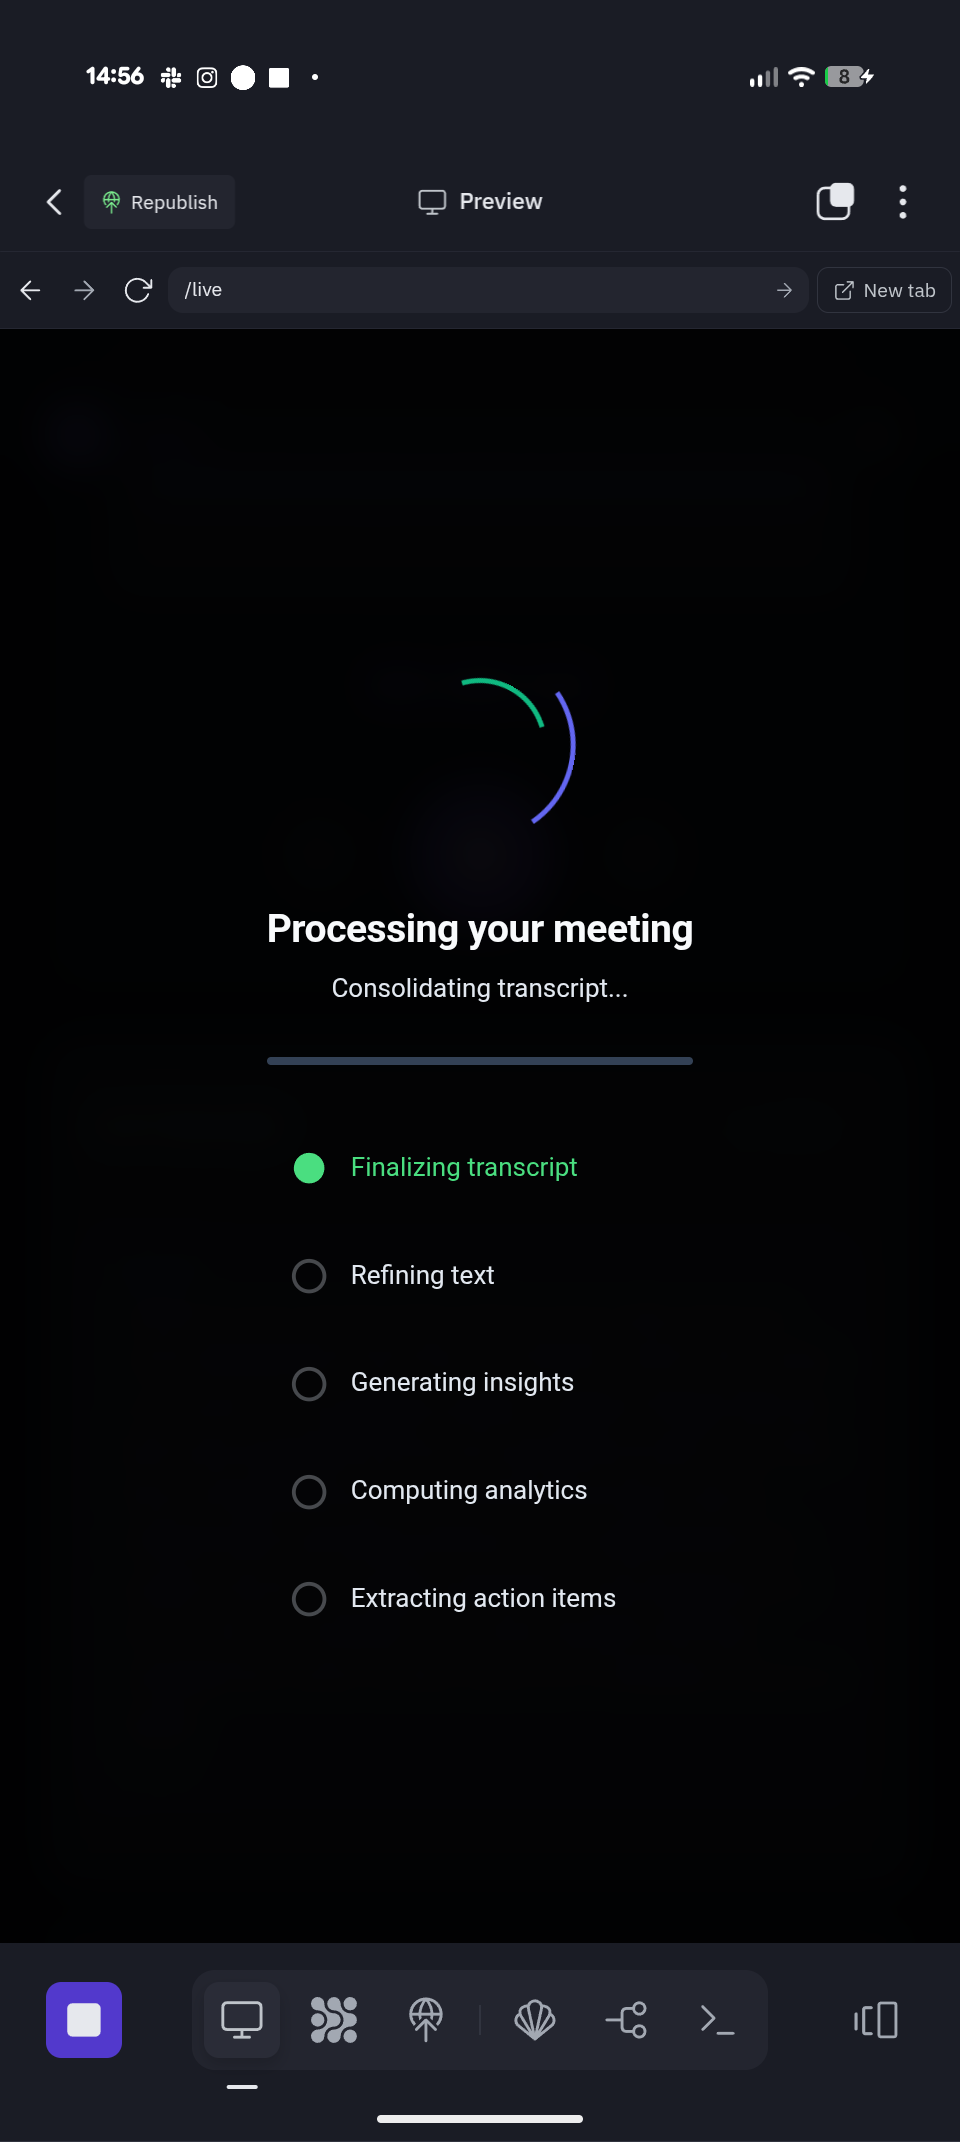 14:56
8
Republish
Preview
/live
New tab
Processing your meeting
Consolidating transcript...
Finalizing transcript
Refining text
Generating insights
Computing analytics
Extracting action items